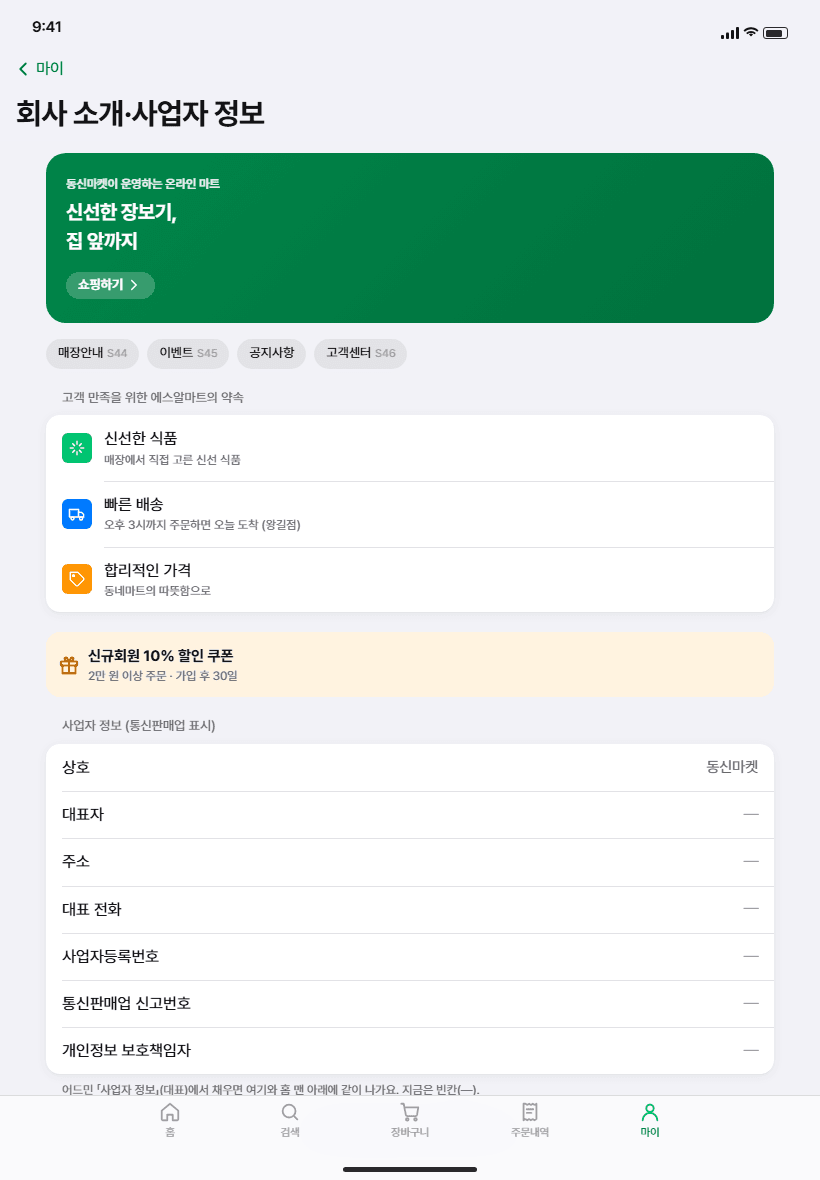 9:41
마이
회사 소개·사업자 정보
동신마켓이 운영하는 온라인 마트
신선한 장보기,
집 앞까지
쇼핑하기
매장안내 S44 이벤트 S45 공지사항 고객센터 S46
고객 만족을 위한 에스알마트의 약속
신선한 식품
매장에서 직접 고른 신선 식품
빠른 배송
오후 3시까지 주문하면 오늘 도착 (왕길점)
합리적인 가격
동네마트의 따뜻함으로
신규회원 10% 할인 쿠폰
2만 원 이상 주문 · 가입 후 30일
사업자 정보 (통신판매업 표시)
상호 동신마켓
대표자 —
주소 —
대표 전화 —
사업자등록번호 —
통신판매업 신고번호 —
개인정보 보호책임자 —
어드민 「사업자 정보」(대표)에서 채우면 여기와 홈 맨 아래에 같이 나가요. 지금은 빈칸(—).
홈 검색 장바구니 주문내역 마이